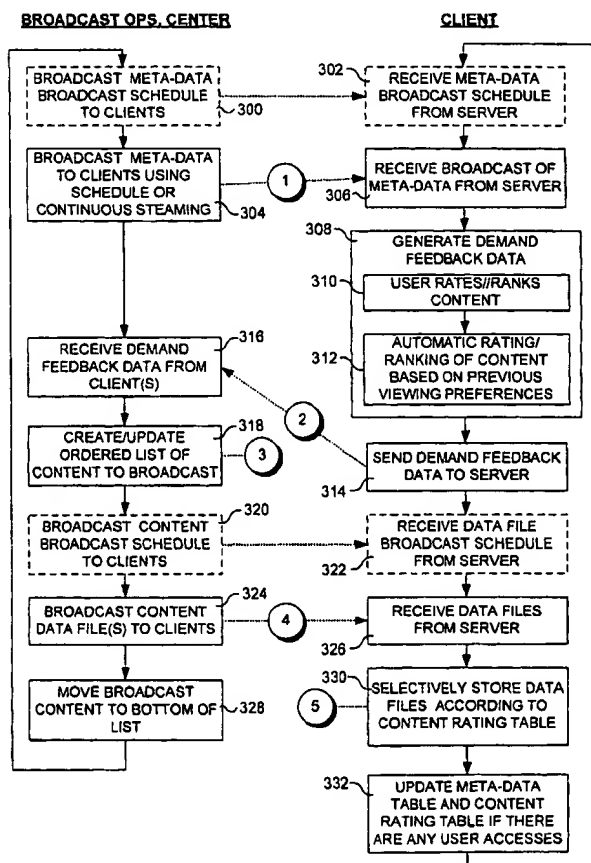 BROADCAST OPS. CENTER
BROADCAST META-DATA
BROADCAST SCHEDULE
TO CLIENTS
300
BROADCAST META-DATA
TO CLIENTS USING
SCHEDULE OR
CONTINUOUS STEAMING
304
1
RECEIVE DEMAND
FEEDBACK DATA FROM
CLIENT(S)
316
2
CREATE/UPDATE
ORDERED LIST OF
CONTENT TO BROADCAST
318
3
BROADCAST CONTENT
BROADCAST SCHEDULE
TO CLIENTS
320
BROADCAST CONTENT
DATA FILE(S) TO CLIENTS
324
4
MOVE BROADCAST
CONTENT TO BOTTOM OF
LIST
328
CLIENT
302
RECEIVE META-DATA
BROADCAST SCHEDULE
FROM SERVER
RECEIVE BROADCAST OF
META-DATA FROM SERVER
306
308
GENERATE DEMAND
FEEDBACK DATA
310
USER RATES//RANKS
CONTENT
312
AUTOMATIC RATING/
RANKING OF CONTENT
BASED ON PREVIOUS
VIEWING PREFERENCES
SEND DEMAND FEEDBACK
DATA TO SERVER
314
RECEIVE DATA FILE
BROADCAST SCHEDULE
FROM SERVER
322
RECEIVE DATA FILES
FROM SERVER
326
330
SELECTIVELY STORE DATA
FILES ACCORDING TO
CONTENT RATING TABLE
5
332
UPDATE META-DATA
TABLE AND CONTENT
RATING TABLE IF THERE
ARE ANY USER ACCESSES